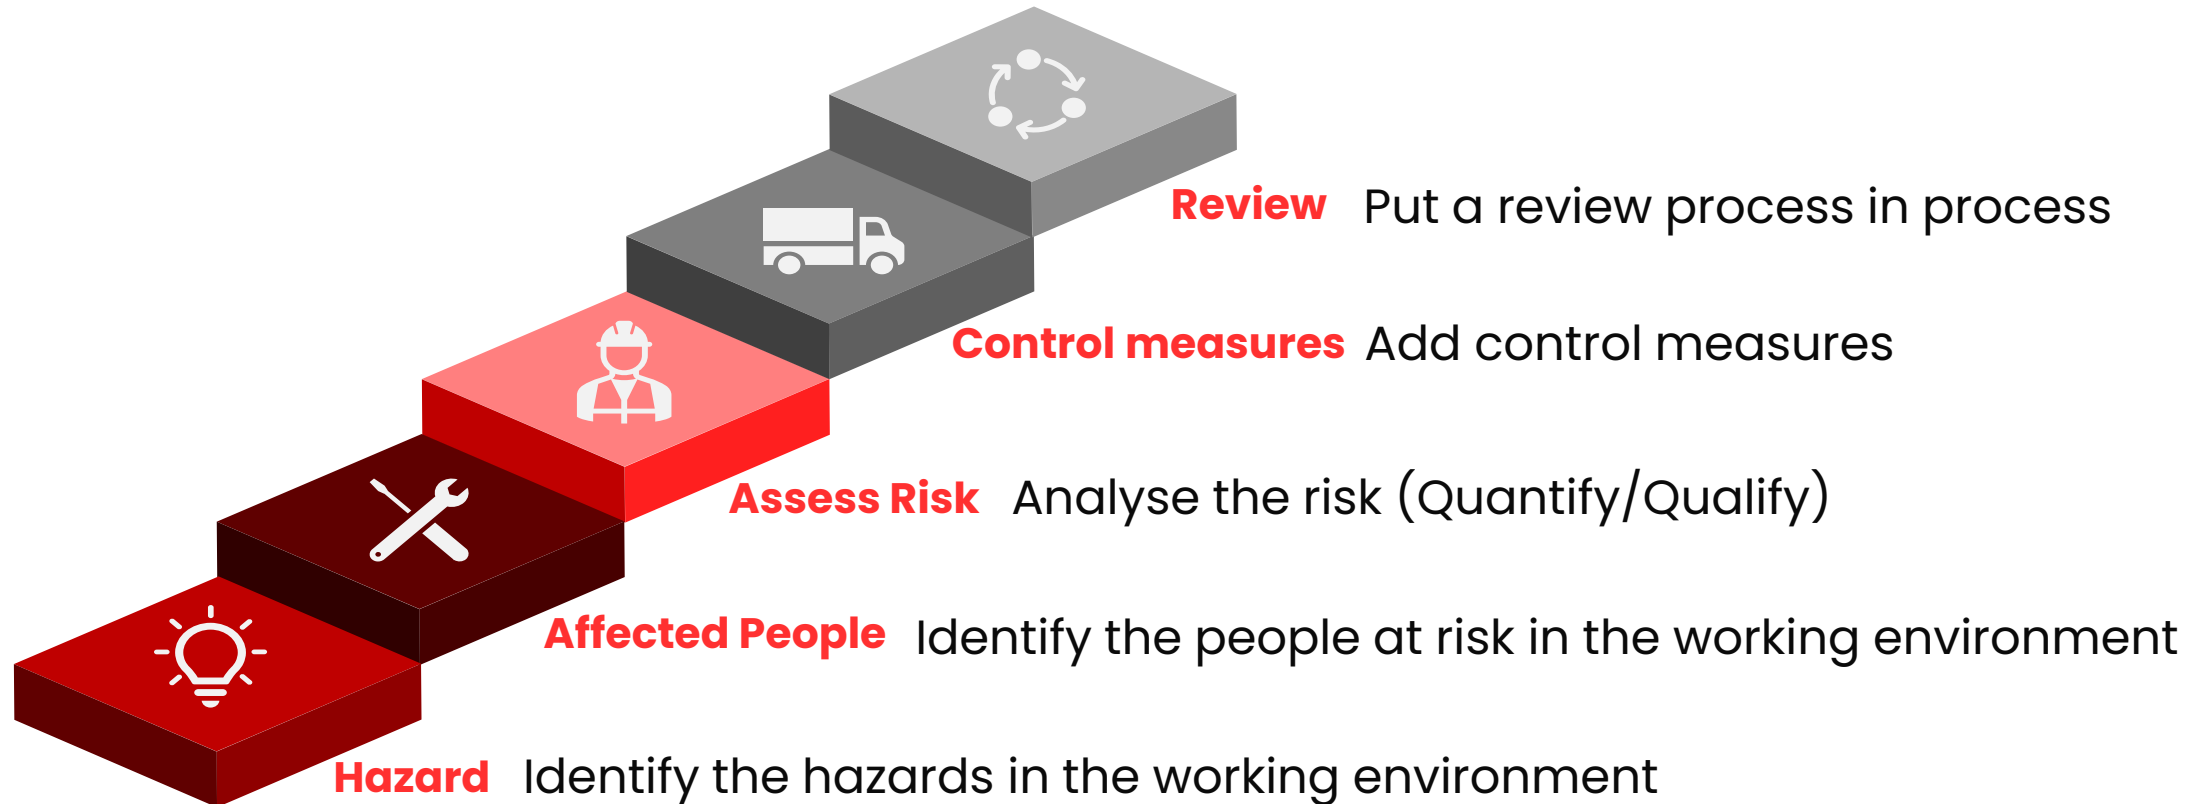 Review Put a review process in process
Control measures Add control measures
Assess Risk Analyse the risk (Quantify/Qualify)
Affected People Identify the people at risk in the working environment
Hazard Identify the hazards in the working environment